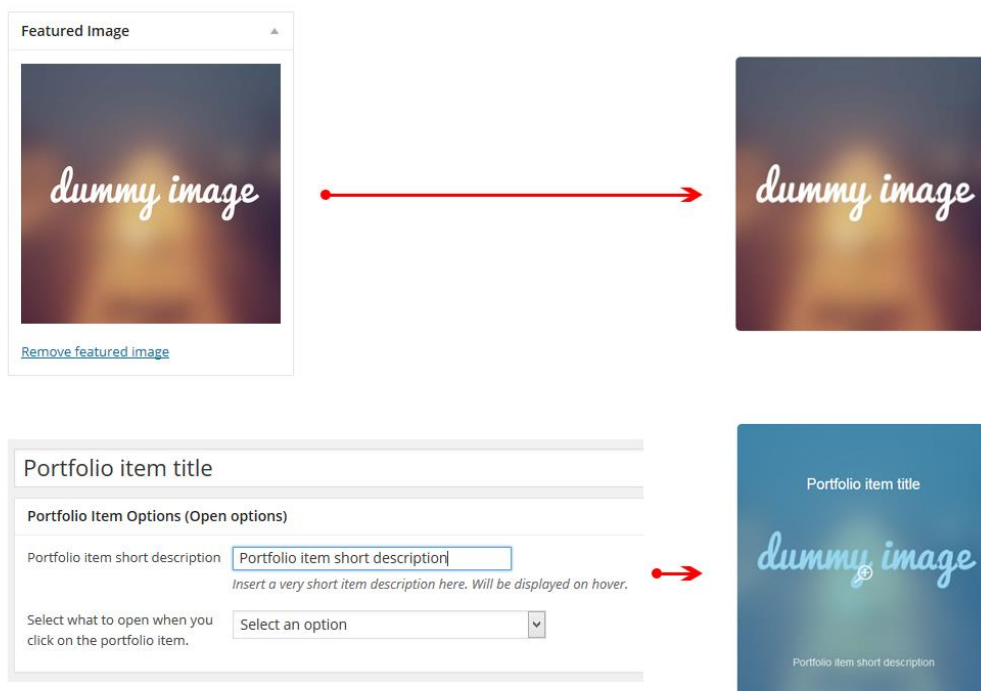 Featured Image
dummy image
dummy image
Remove featured image
Portfolio item title
Portfolio Item Options (Open options)
Portfolio item short description
Portfolio item short description
Insert a very short item description here. Will be displayed on hover.
Select what to open when you
click on the portfolio item.
Select an option
Portfolio item title
dummy image
Portfolio item short description